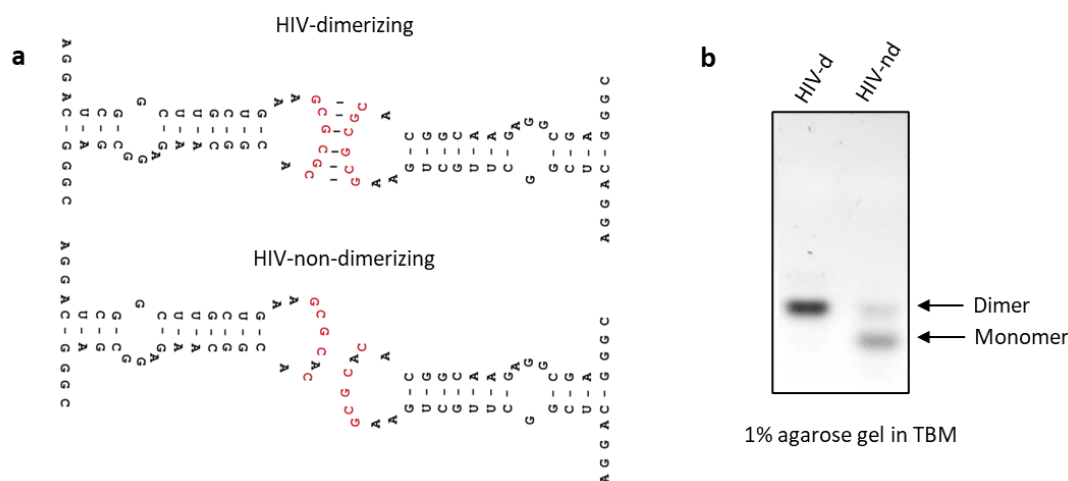 HIV-dimerizing
a
A G G A C - G G G C
U C G G C U U G C U G A A G C G C G C A
A G C G G A G A A C G G C
C G C G C G A C G G C A A G A G G C G A
A A G U C G U U C G G C U
C G G G - C A G G A
HIV-non-dimerizing
A G G A C - G G G C
U C G G C U U G C U G A A G C G C A C A
A G C G G A G A A C G G C
C A C G C G A C G G C A A G A G G C G A
A A G U C G U U C G G C U
C G G G - C A G G A
b
HIV-d
HIV-nd
Dimer
Monomer
1% agarose gel in TBM